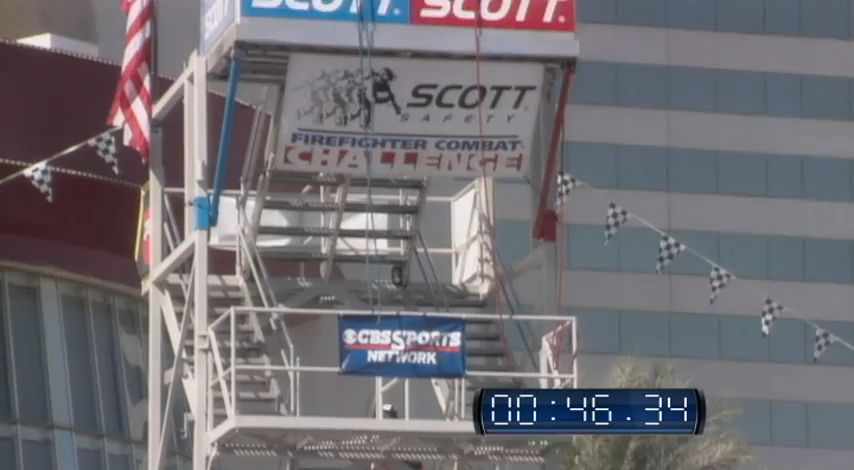 SCOTT. SCOTT.
SCOTT
SAFETY
FIREFIGHTER COMBAT
CHALLENGE
CBS SPORTS
NETWORK
00:46.34